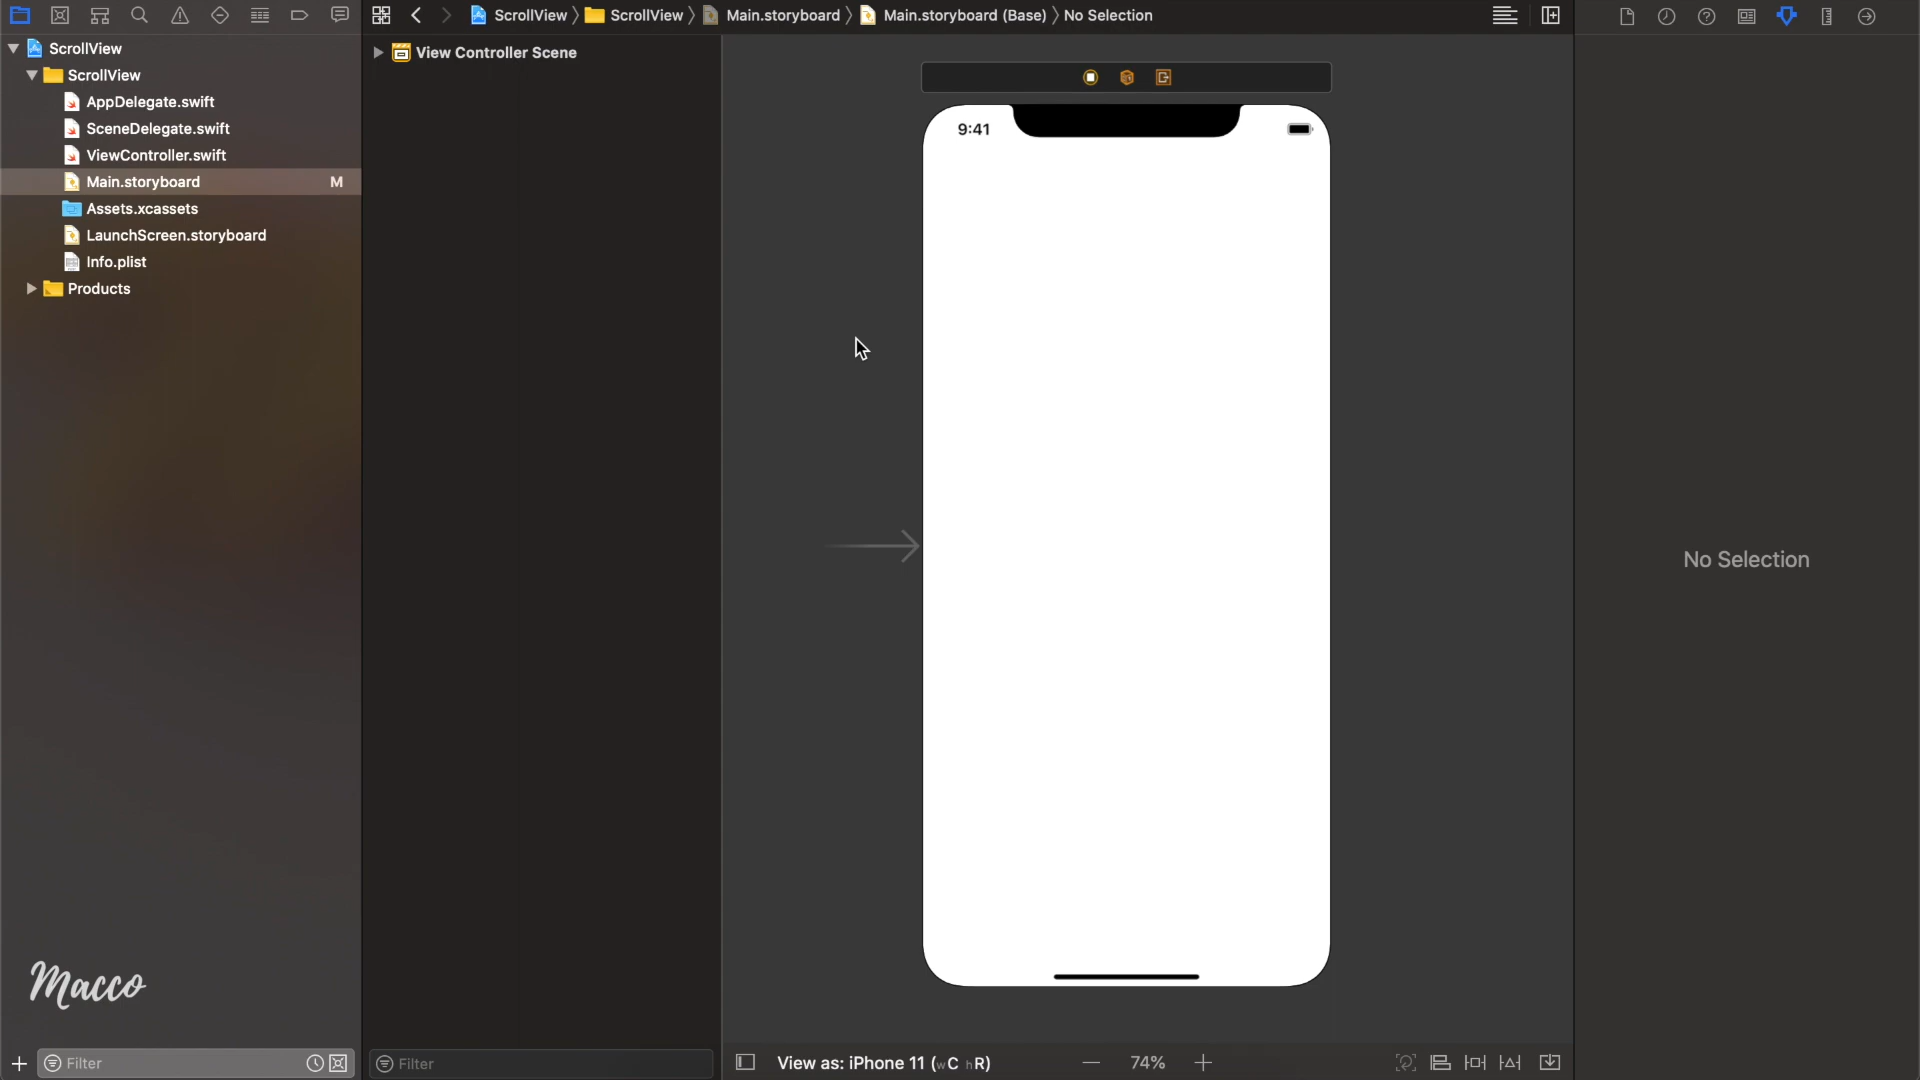 ScrollView
ScrollView
AppDelegate.swift
SceneDelegate.swift
ViewController.swift
Main.storyboard M
Assets.xcassets
LaunchScreen.storyboard
Info.plist
Products
Macco
Filter
ScrollView ScrollView Main.storyboard Main.storyboard (Base) No Selection
View Controller Scene
Filter
9:41
View as: iPhone 11 (wC hR)
74%
No Selection